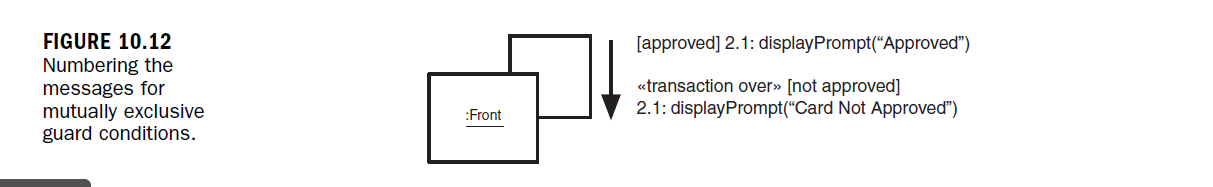 FIGURE 10.12
Numbering the
messages for
mutually exclusive
guard conditions.
:Front
[approved] 2.1: displayPrompt(“Approved”)
«transaction over» [not approved]
2.1: displayPrompt(“Card Not Approved”)